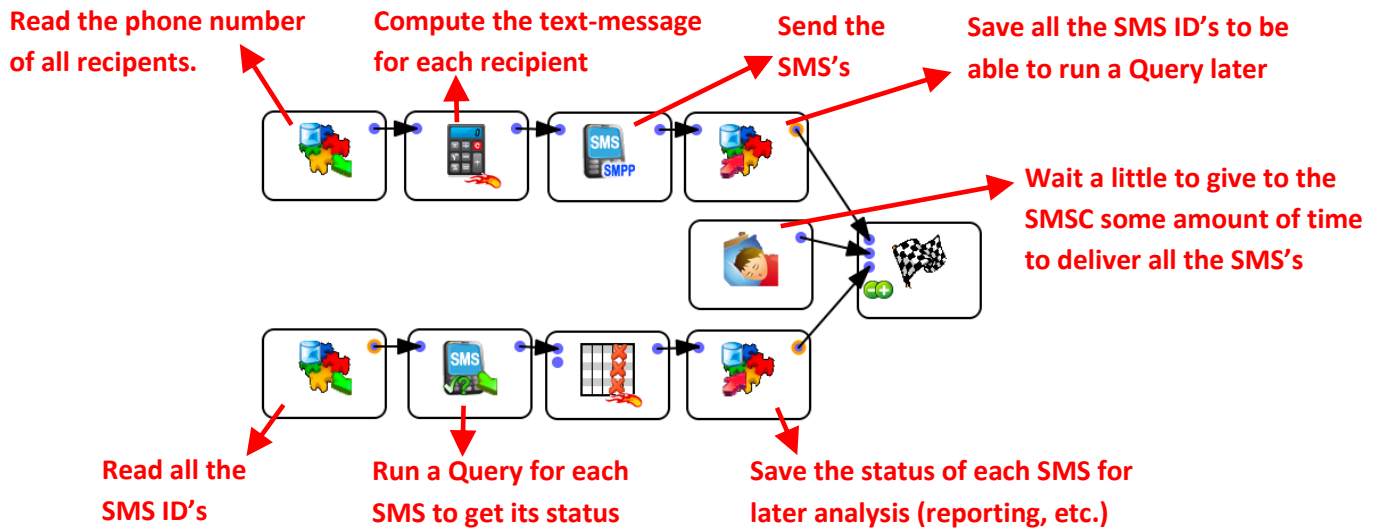 Read the phone number
of all recipents.
Compute the text-message
for each recipient
Send the
SMS's
Save all the SMS ID's to be
able to run a Query later
0
SMS
SMPP
Wait a little to give to the
SMSC some amount of time
to deliver all the SMS's
SMS
?
Read all the
SMS ID's
Run a Query for each
SMS to get its status
Save the status of each SMS for
later analysis (reporting, etc.)